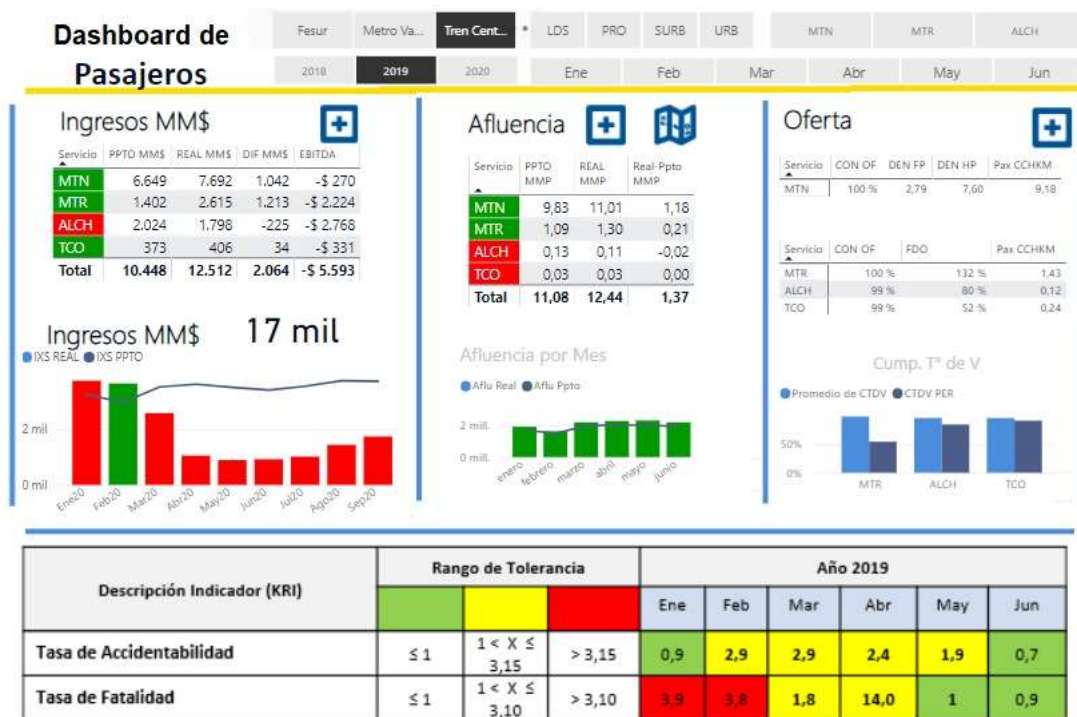 Dashboard de
Pasajeros
Fesur Metro Va... Tren Cent... LDS PRO SURB URB MTN MTR ALCH
2018 2019 2020 Ene Feb Mar Abr May Jun
Ingresos MM$
Servicio PPTO MM$ REAL MM$ DIF MM$ EBITDA
MTN 6.649 7.692 1.042 -$ 270
MTR 1.402 2.615 1.213 -$ 2.224
ALCH 2.024 1.798 -225 -$ 2.768
TCO 373 406 34 -$ 331
Total 10.448 12.512 2.064 -$ 5.593
Ingresos MM$ 17 mil
IXS REAL IXS PPTO
2 mil
0 mil
Ene20 Feb20 Mar20 Abr20 May20 Jun20 Jul20 Ago20 Sep20
Afluencia
Servicio PPTO MMP REAL MMP Real-Ppto MMP
MTN 9,83 11,01 1,18
MTR 1,09 1,30 0,21
ALCH 0,13 0,11 -0,02
TCO 0,03 0,03 0,00
Total 11,08 12,44 1,37
Afluencia por Mes
Aflu Real Aflu Ppto
2 mill.
0 mill.
enero febrero marzo abril mayo junio
Oferta
Servicio CON OF DEN FP DEN HP Pax CCHKM
MTN 100 % 2,79 7,60 9,18
Servicio CON OF FDO Pax CCHKM
MTR 100 % 132 % 1,43
ALCH 99 % 80 % 0,12
TCO 99 % 52 % 0,24
Cump. Tª de V
Promedio de CTDV CTDV PER
50%
0%
MTR ALCH TCO
Descripción Indicador (KRI) Rango de Tolerancia Año 2019
Ene Feb Mar Abr May Jun
Tasa de Accidentabilidad ≤ 1 1 < X ≤ 3,15 > 3,15 0,9 2,9 2,9 2,4 1,9 0,7
Tasa de Fatalidad ≤ 1 1 < X ≤ 3,10 > 3,10 3,9 3,8 1,8 14,0 1 0,9